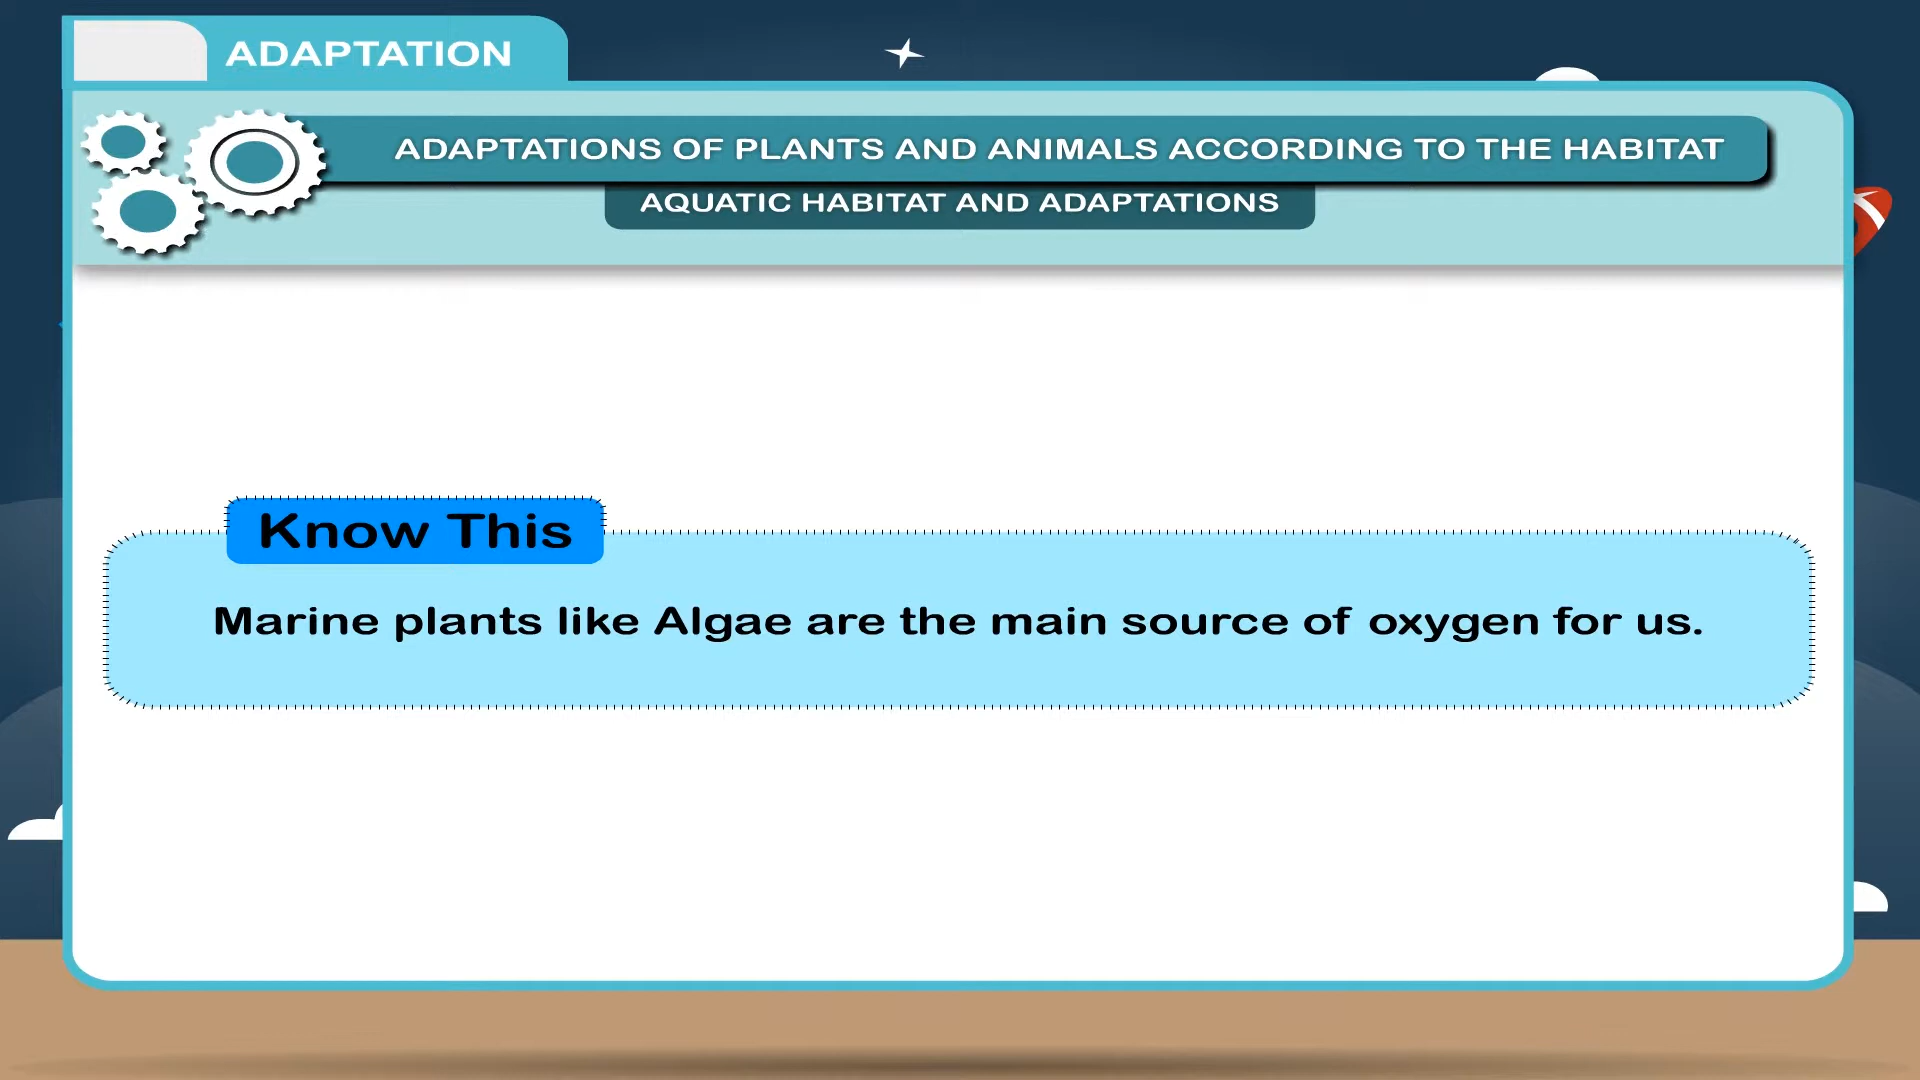 ADAPTATION
ADAPTATIONS OF PLANTS AND ANIMALS ACCORDING TO THE HABITAT
AQUATIC HABITAT AND ADAPTATIONS
Know This
Marine plants like Algae are the main source of oxygen for us.